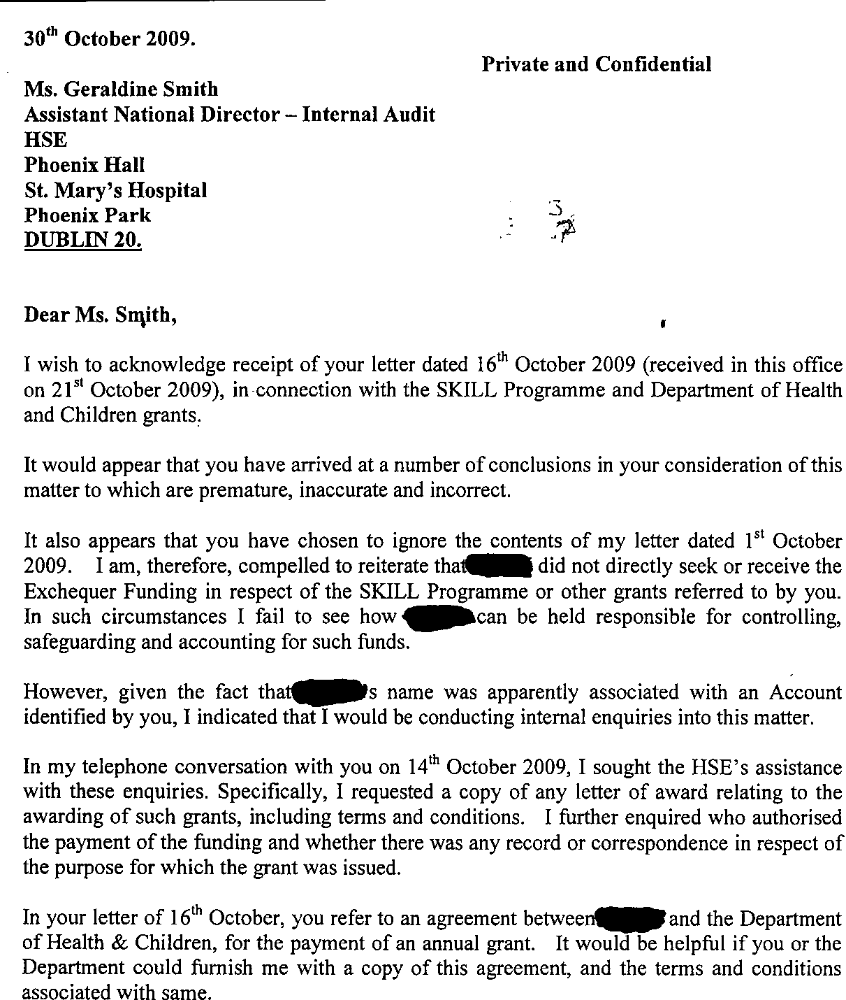 30th October 2009.
Private and Confidential
Ms. Geraldine Smith
Assistant National Director – Internal Audit
HSE
Phoenix Hall
St. Mary's Hospital
Phoenix Park
DUBLIN 20.
3
Dear Ms. Smith,
I wish to acknowledge receipt of your letter dated 16th October 2009 (received in this office
on 21st October 2009), in connection with the SKILL Programme and Department of Health
and Children grants.
It would appear that you have arrived at a number of conclusions in your consideration of this
matter to which are premature, inaccurate and incorrect.
It also appears that you have chosen to ignore the contents of my letter dated 1st October
2009. I am, therefore, compelled to reiterate that did not directly seek or receive the
Exchequer Funding in respect of the SKILL Programme or other grants referred to by you.
In such circumstances I fail to see how can be held responsible for controlling,
safeguarding and accounting for such funds.
However, given the fact that 's name was apparently associated with an Account
identified by you, I indicated that I would be conducting internal enquiries into this matter.
In my telephone conversation with you on 14th October 2009, I sought the HSE's assistance
with these enquiries. Specifically, I requested a copy of any letter of award relating to the
awarding of such grants, including terms and conditions. I further enquired who authorised
the payment of the funding and whether there was any record or correspondence in respect of
the purpose for which the grant was issued.
In your letter of 16th October, you refer to an agreement between and the Department
of Health & Children, for the payment of an annual grant. It would be helpful if you or the
Department could furnish me with a copy of this agreement, and the terms and conditions
associated with same.